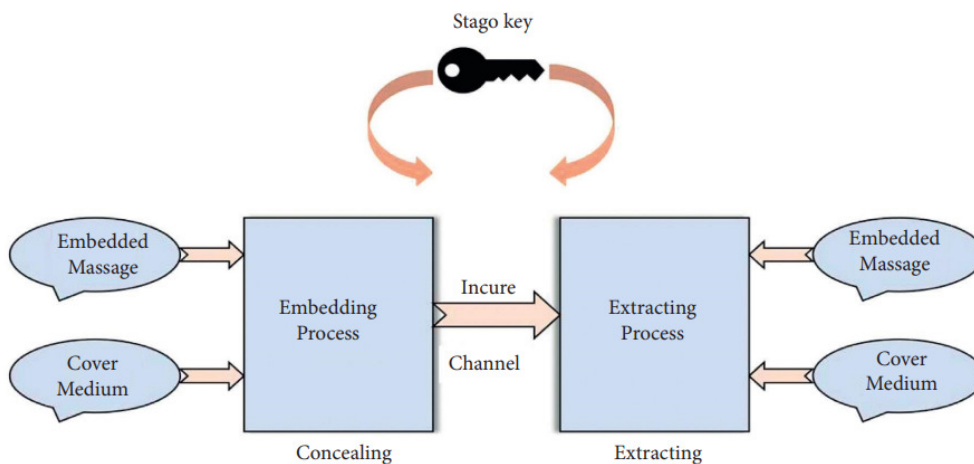 Stago key
Embedded
Massage
Cover
Medium
Embedding
Process
Concealing
Incure
Channel
Extracting
Process
Extracting
Embedded
Massage
Cover
Medium